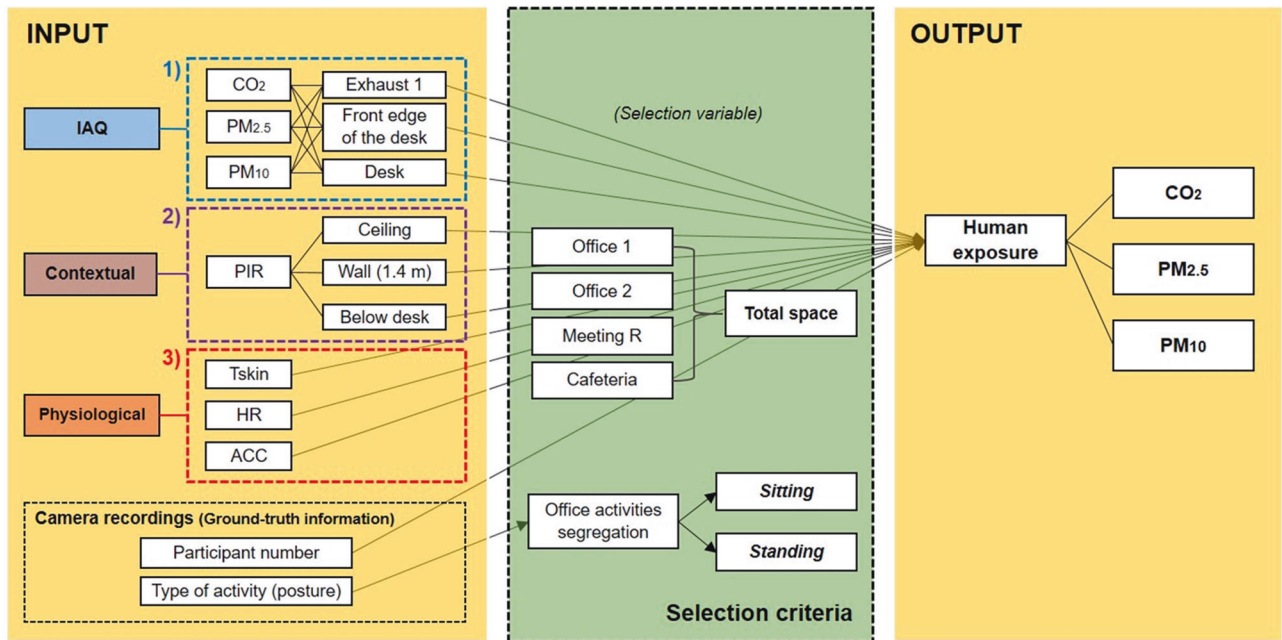 INPUT
IAQ
1)
CO2
PM2.5
PM10
Exhaust 1
Front edge
of the desk
Desk
Contextual
2)
PIR
Ceiling
Wall (1.4 m)
Below desk
Physiological
3)
Tskin
HR
ACC
Camera recordings (Ground-truth information)
Participant number
Type of activity (posture)
(Selection variable)
Office 1
Office 2
Meeting R
Cafeteria
Total space
Office activities
segregation
Sitting
Standing
Selection criteria
OUTPUT
Human
exposure
CO2
PM2.5
PM10